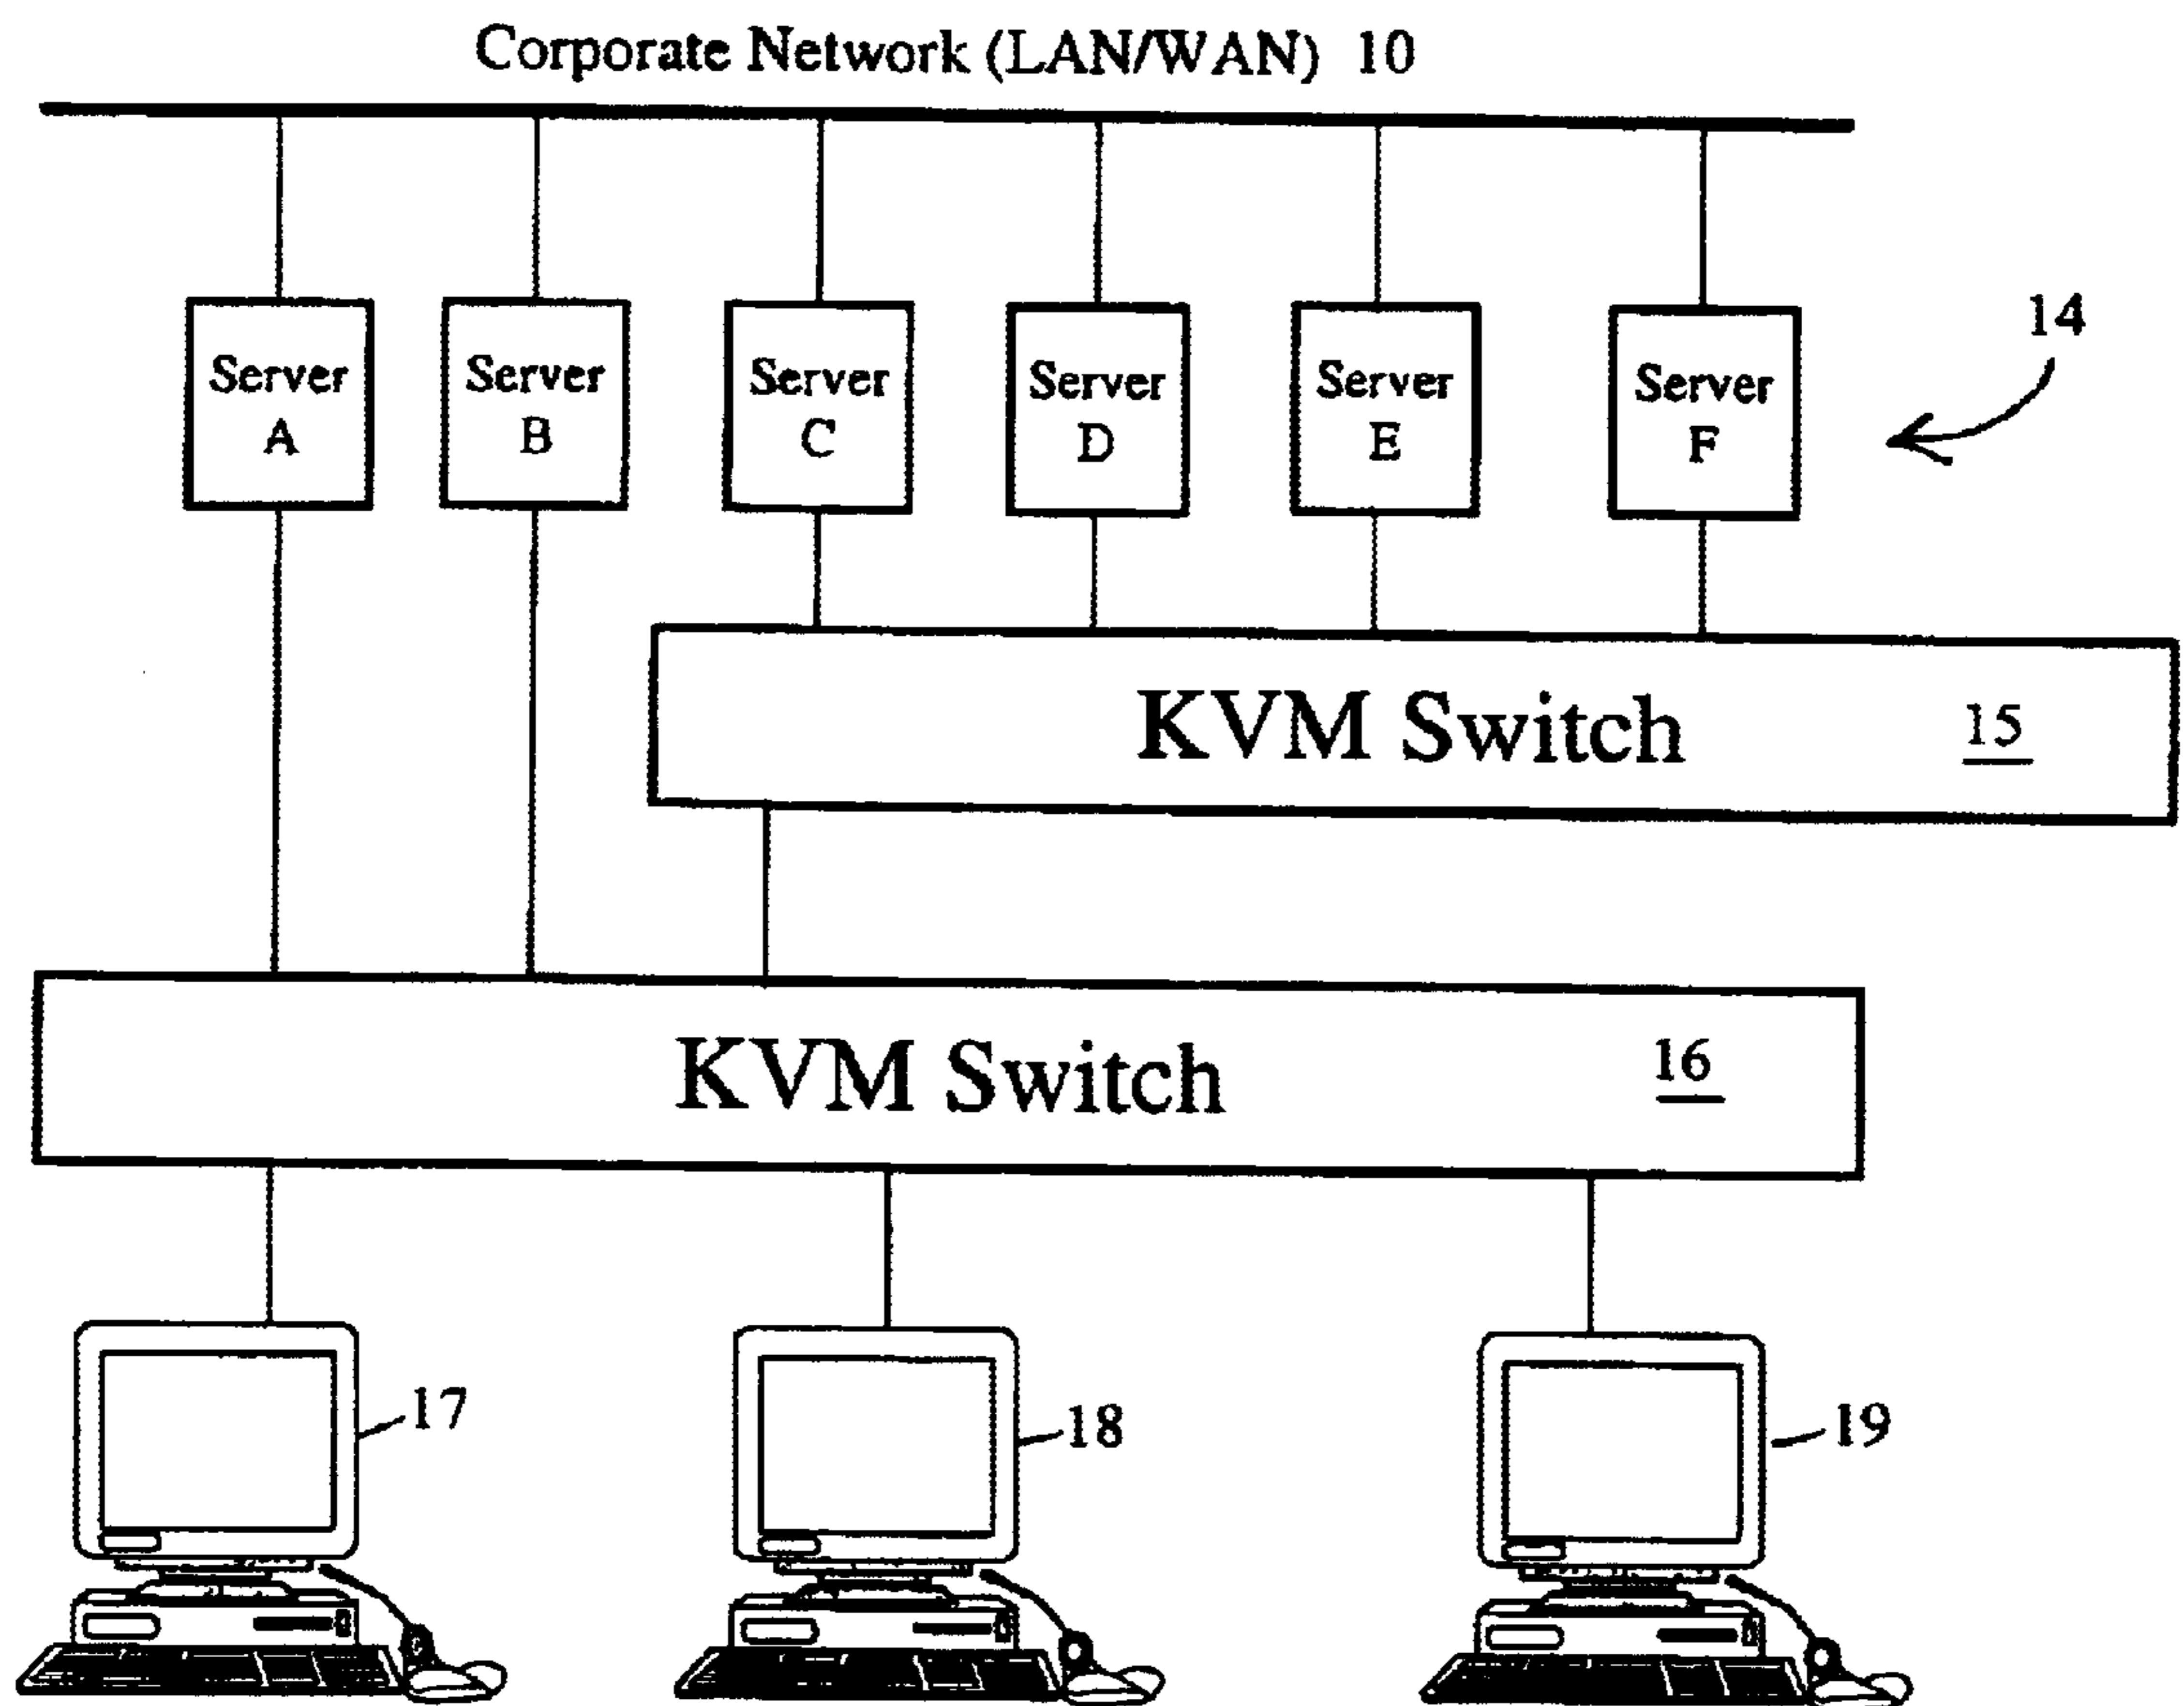 Corporate Network (LAN/WAN) 10
Server
A
Server
B
Server
C
Server
D
Server
E
Server
F
14
KVM Switch 15
KVM Switch 16
17
18
19